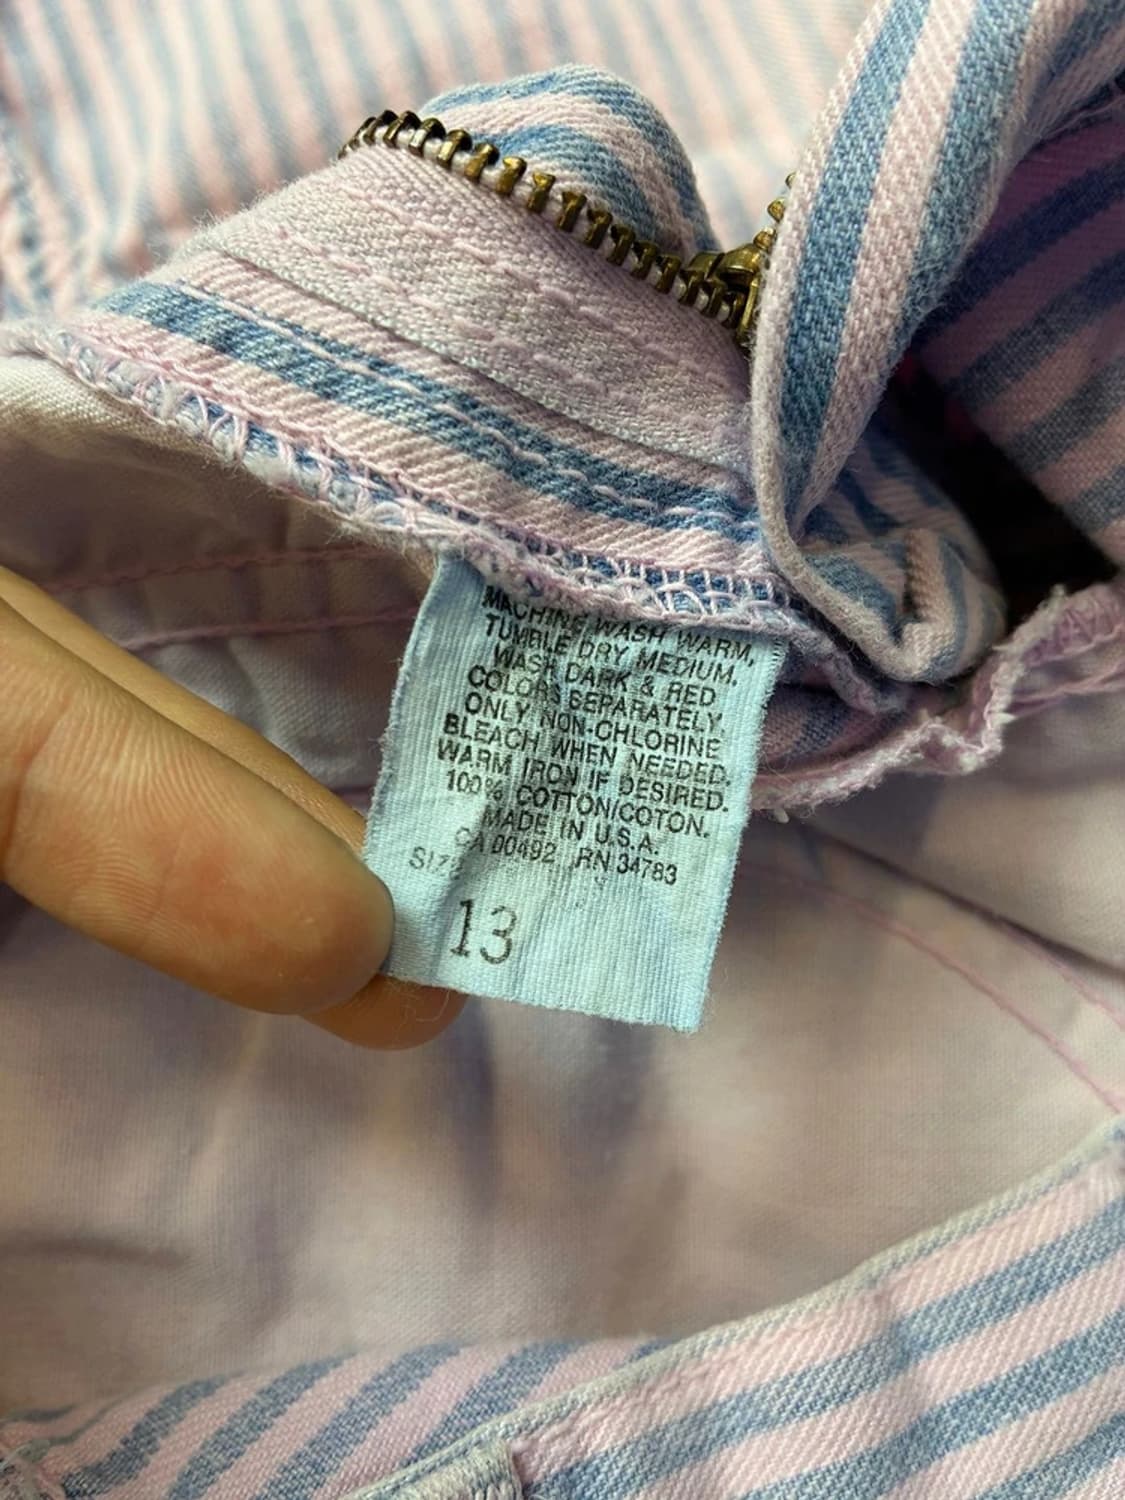 MACHINE WASH WARM,
TUMBLE DRY MEDIUM.
WASH DARK & RED
COLORS SEPARATELY,
ONLY NON-CHLORINE
BLEACH WHEN NEEDED.
WARM IRON IF DESIRED.
100% COTTON/COTON.
MADE IN U.S.A.
CA 00492 RN 34783
SIZE
13